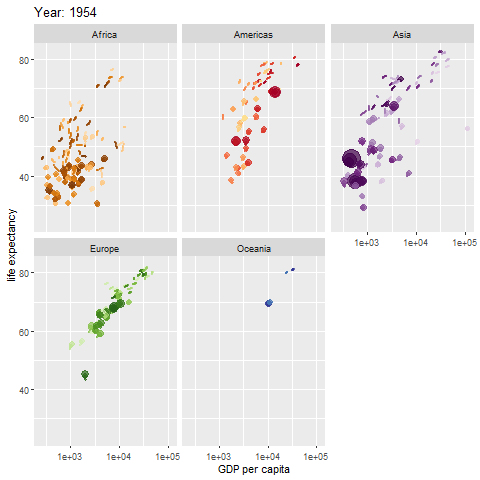 Year: 1954
Africa
Americas
Asia
80
60
40
1e+03
1e+04
1e+05
life expectancy
Europe
Oceania
80
60
40
1e+03
1e+04
1e+05
1e+03
1e+04
1e+05
GDP per capita